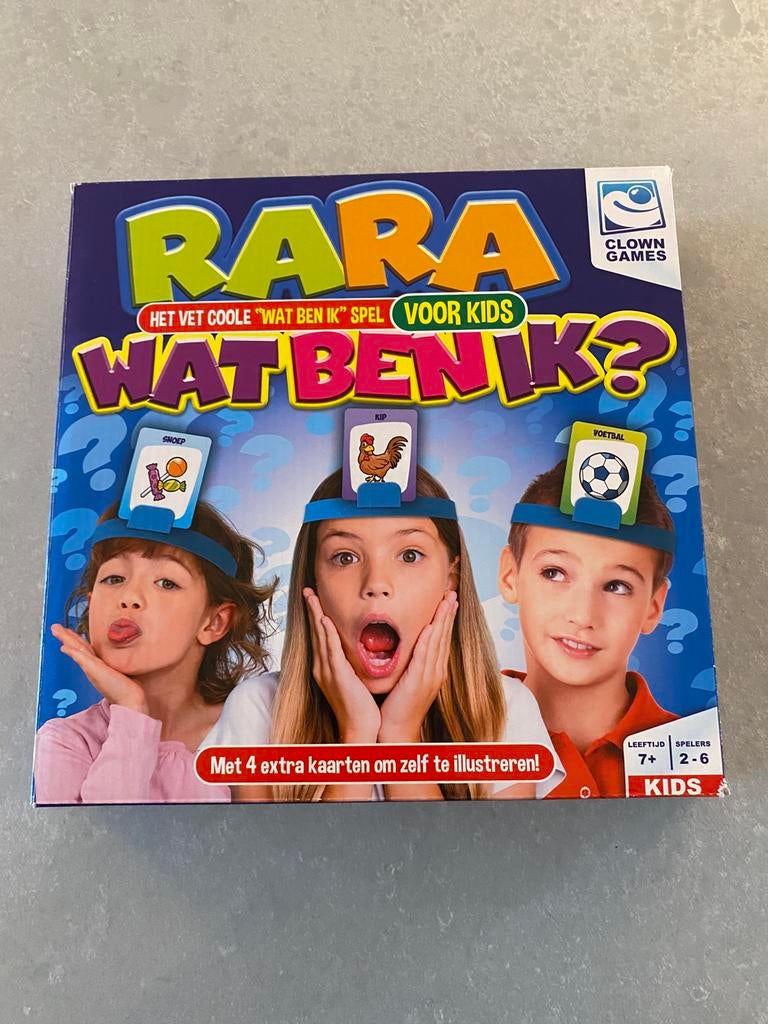 RARA
CLOWN
GAMES
HET VET COOLE "WAT BEN IK" SPEL VOOR KIDS
WAT BEN IK?
SNOEP
KIP
VOETBAL
Met 4 extra kaarten om zelf te illustreren!
LEEFTIJD SPELERS
7+ 2 - 6
KIDS